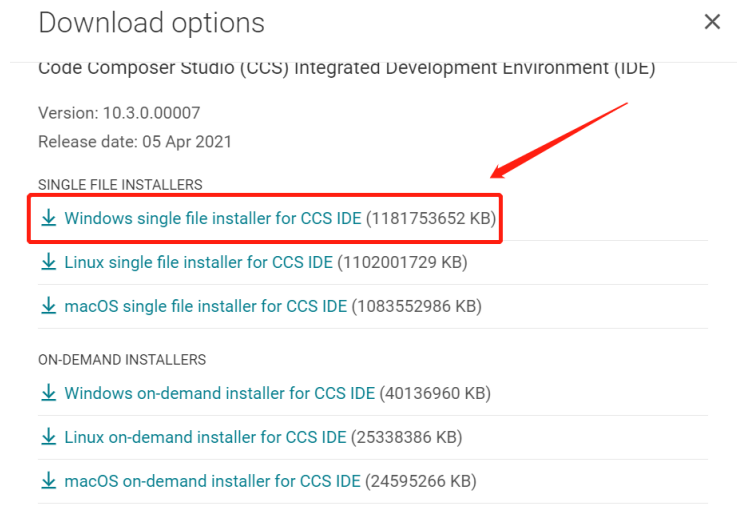 Download options
Code Composer Studio (CCS) Integrated Development Environment (IDE)
Version: 10.3.0.00007
Release date: 05 Apr 2021
SINGLE FILE INSTALLERS
Windows single file installer for CCS IDE (1181753652 KB)
Linux single file installer for CCS IDE (1102001729 KB)
macOS single file installer for CCS IDE (1083552986 KB)
ON-DEMAND INSTALLERS
Windows on-demand installer for CCS IDE (40136960 KB)
Linux on-demand installer for CCS IDE (25338386 KB)
macOS on-demand installer for CCS IDE (24595266 KB)